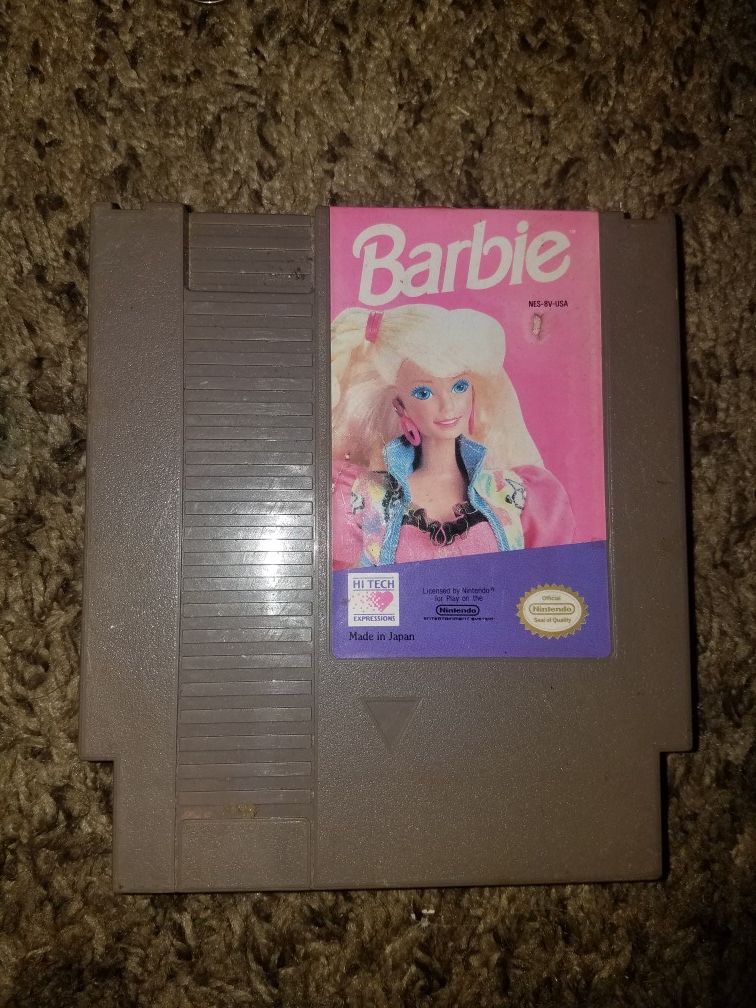 Barbie™
NES-8V-USA
HI TECH
EXPRESSIONS
Made in Japan
Licensed by Nintendo®
for Play on the
Nintendo
ENTERTAINMENT SYSTEM
Official
Nintendo
Seal of Quality